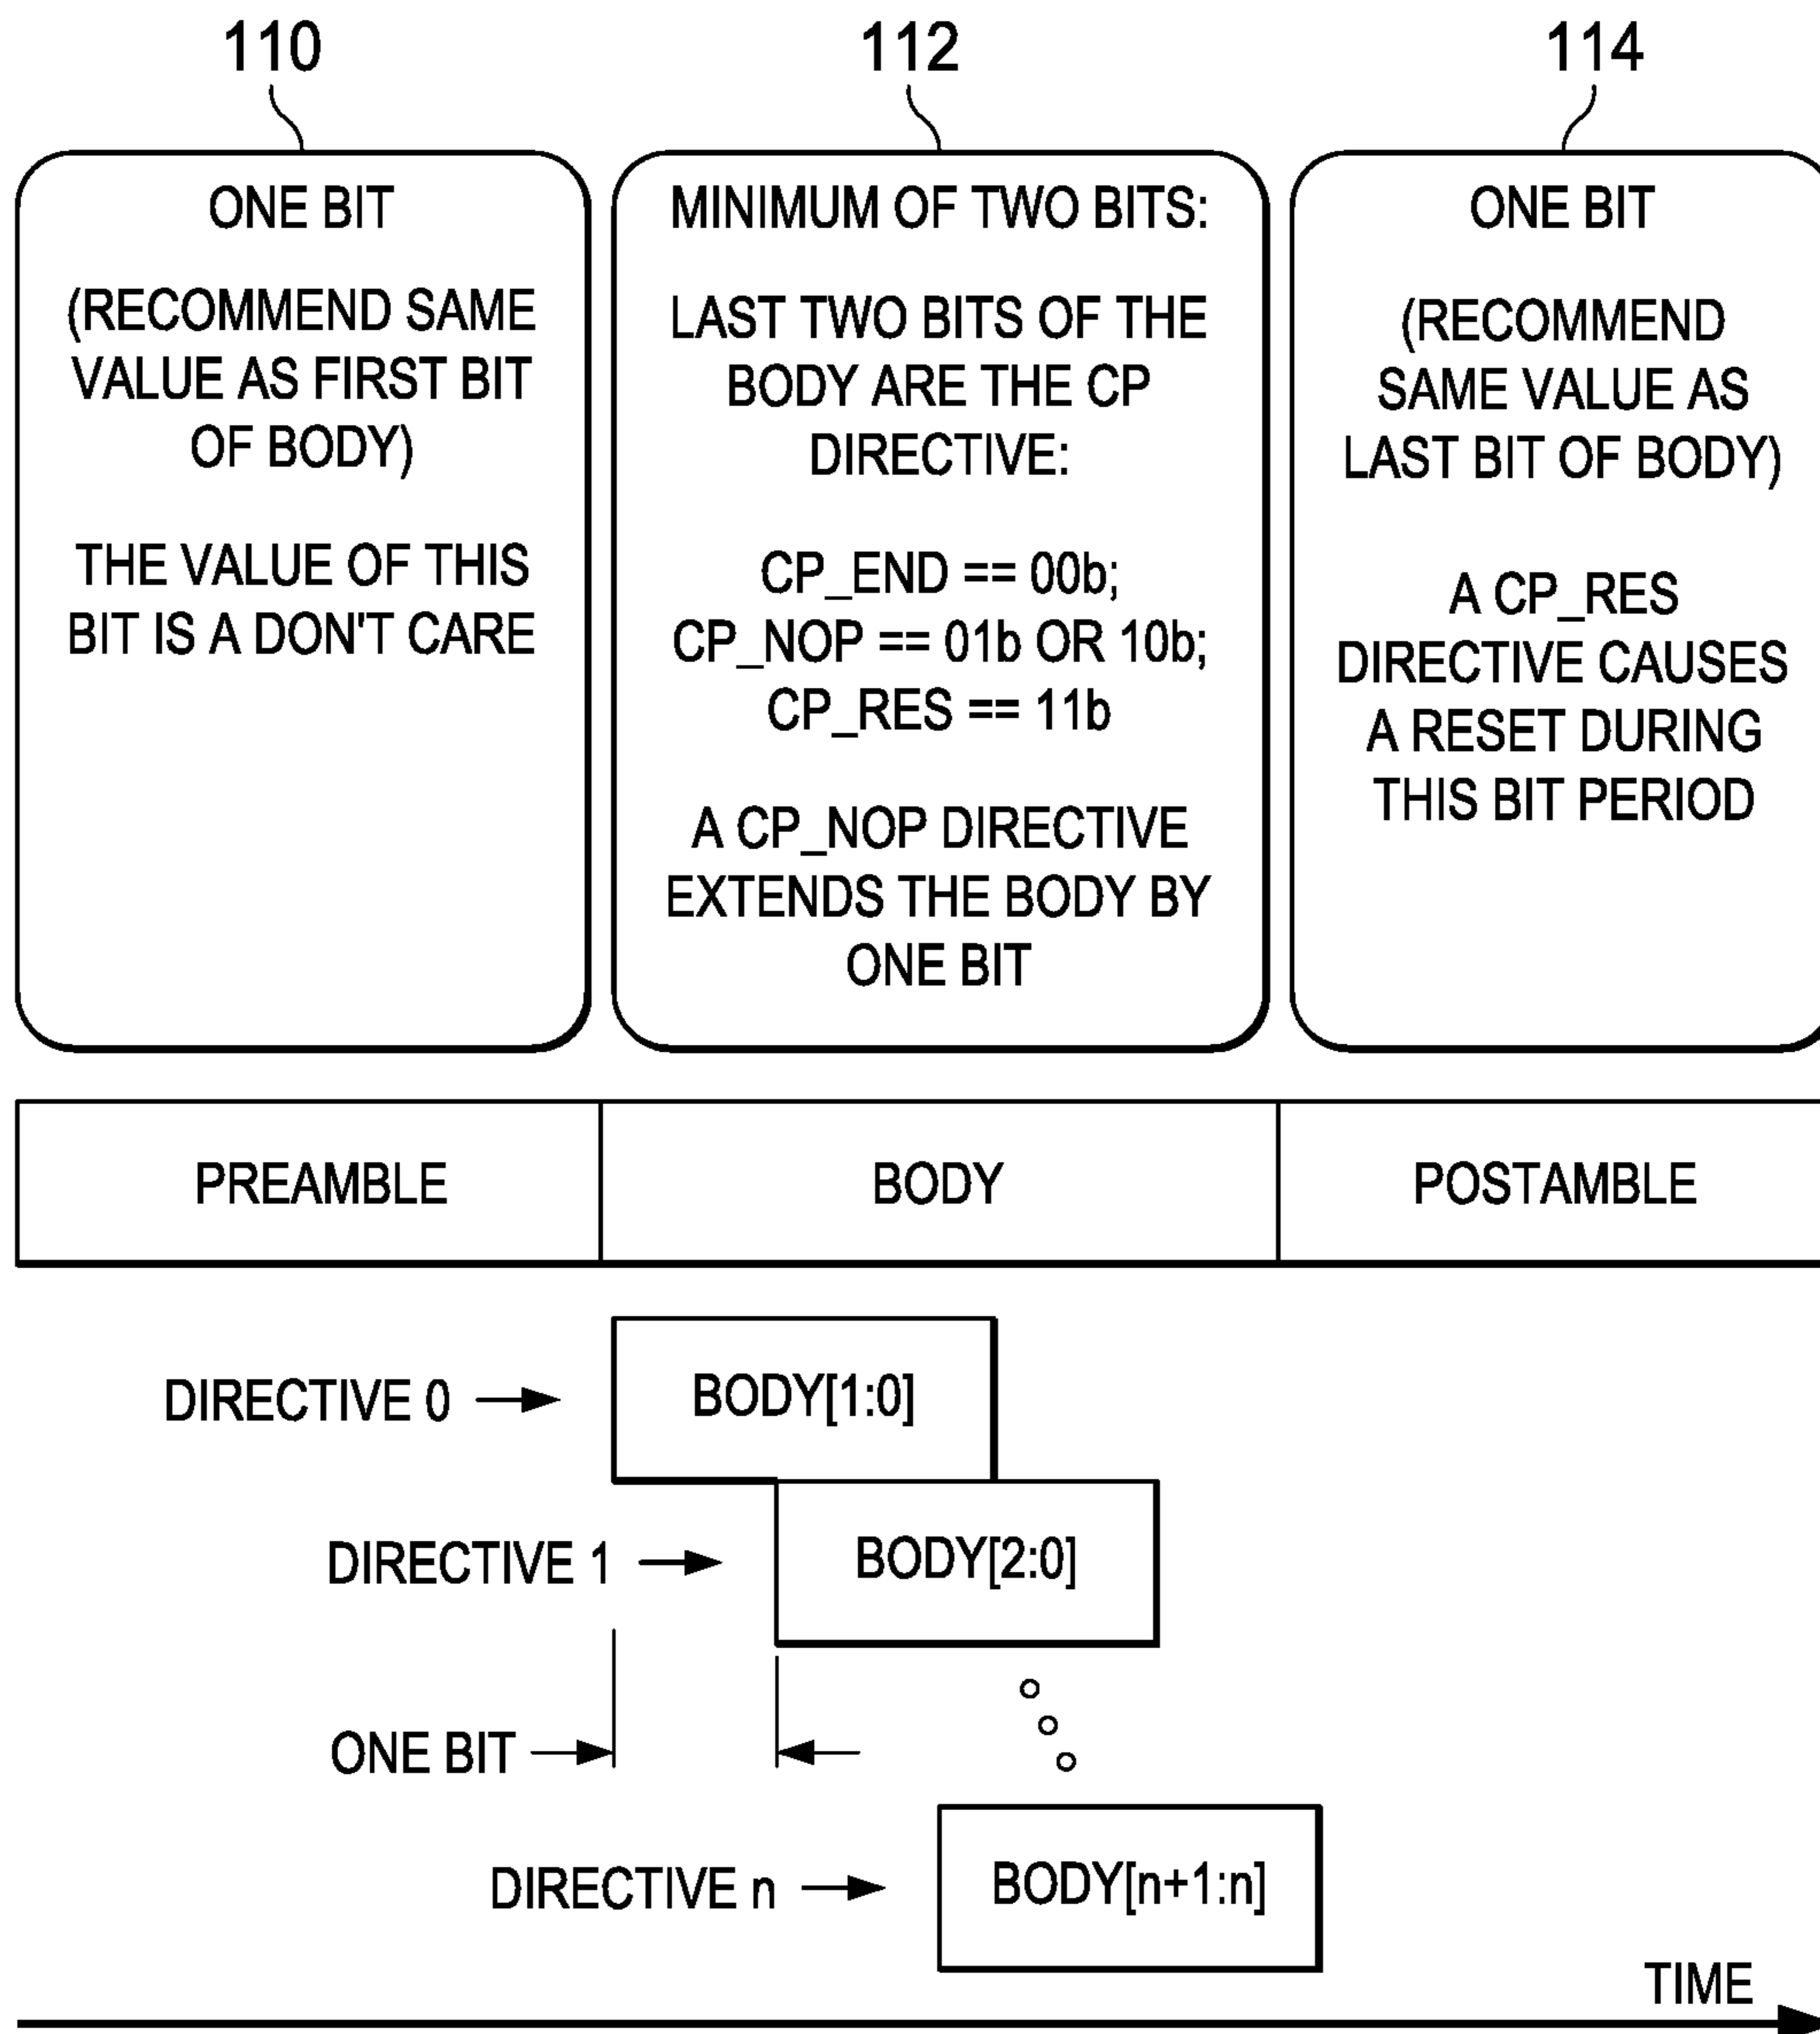 110
ONE BIT
(RECOMMEND SAME
VALUE AS FIRST BIT
OF BODY)
THE VALUE OF THIS
BIT IS A DON'T CARE
112
MINIMUM OF TWO BITS:
LAST TWO BITS OF THE
BODY ARE THE CP
DIRECTIVE:
CP_END == 00b;
CP_NOP == 01b OR 10b;
CP_RES == 11b
A CP_NOP DIRECTIVE
EXTENDS THE BODY BY
ONE BIT
114
ONE BIT
(RECOMMEND
SAME VALUE AS
LAST BIT OF BODY)
A CP_RES
DIRECTIVE CAUSES
A RESET DURING
THIS BIT PERIOD
PREAMBLE
BODY
POSTAMBLE
DIRECTIVE 0
BODY[1:0]
DIRECTIVE 1
BODY[2:0]
ONE BIT
DIRECTIVE n
BODY[n+1:n]
TIME